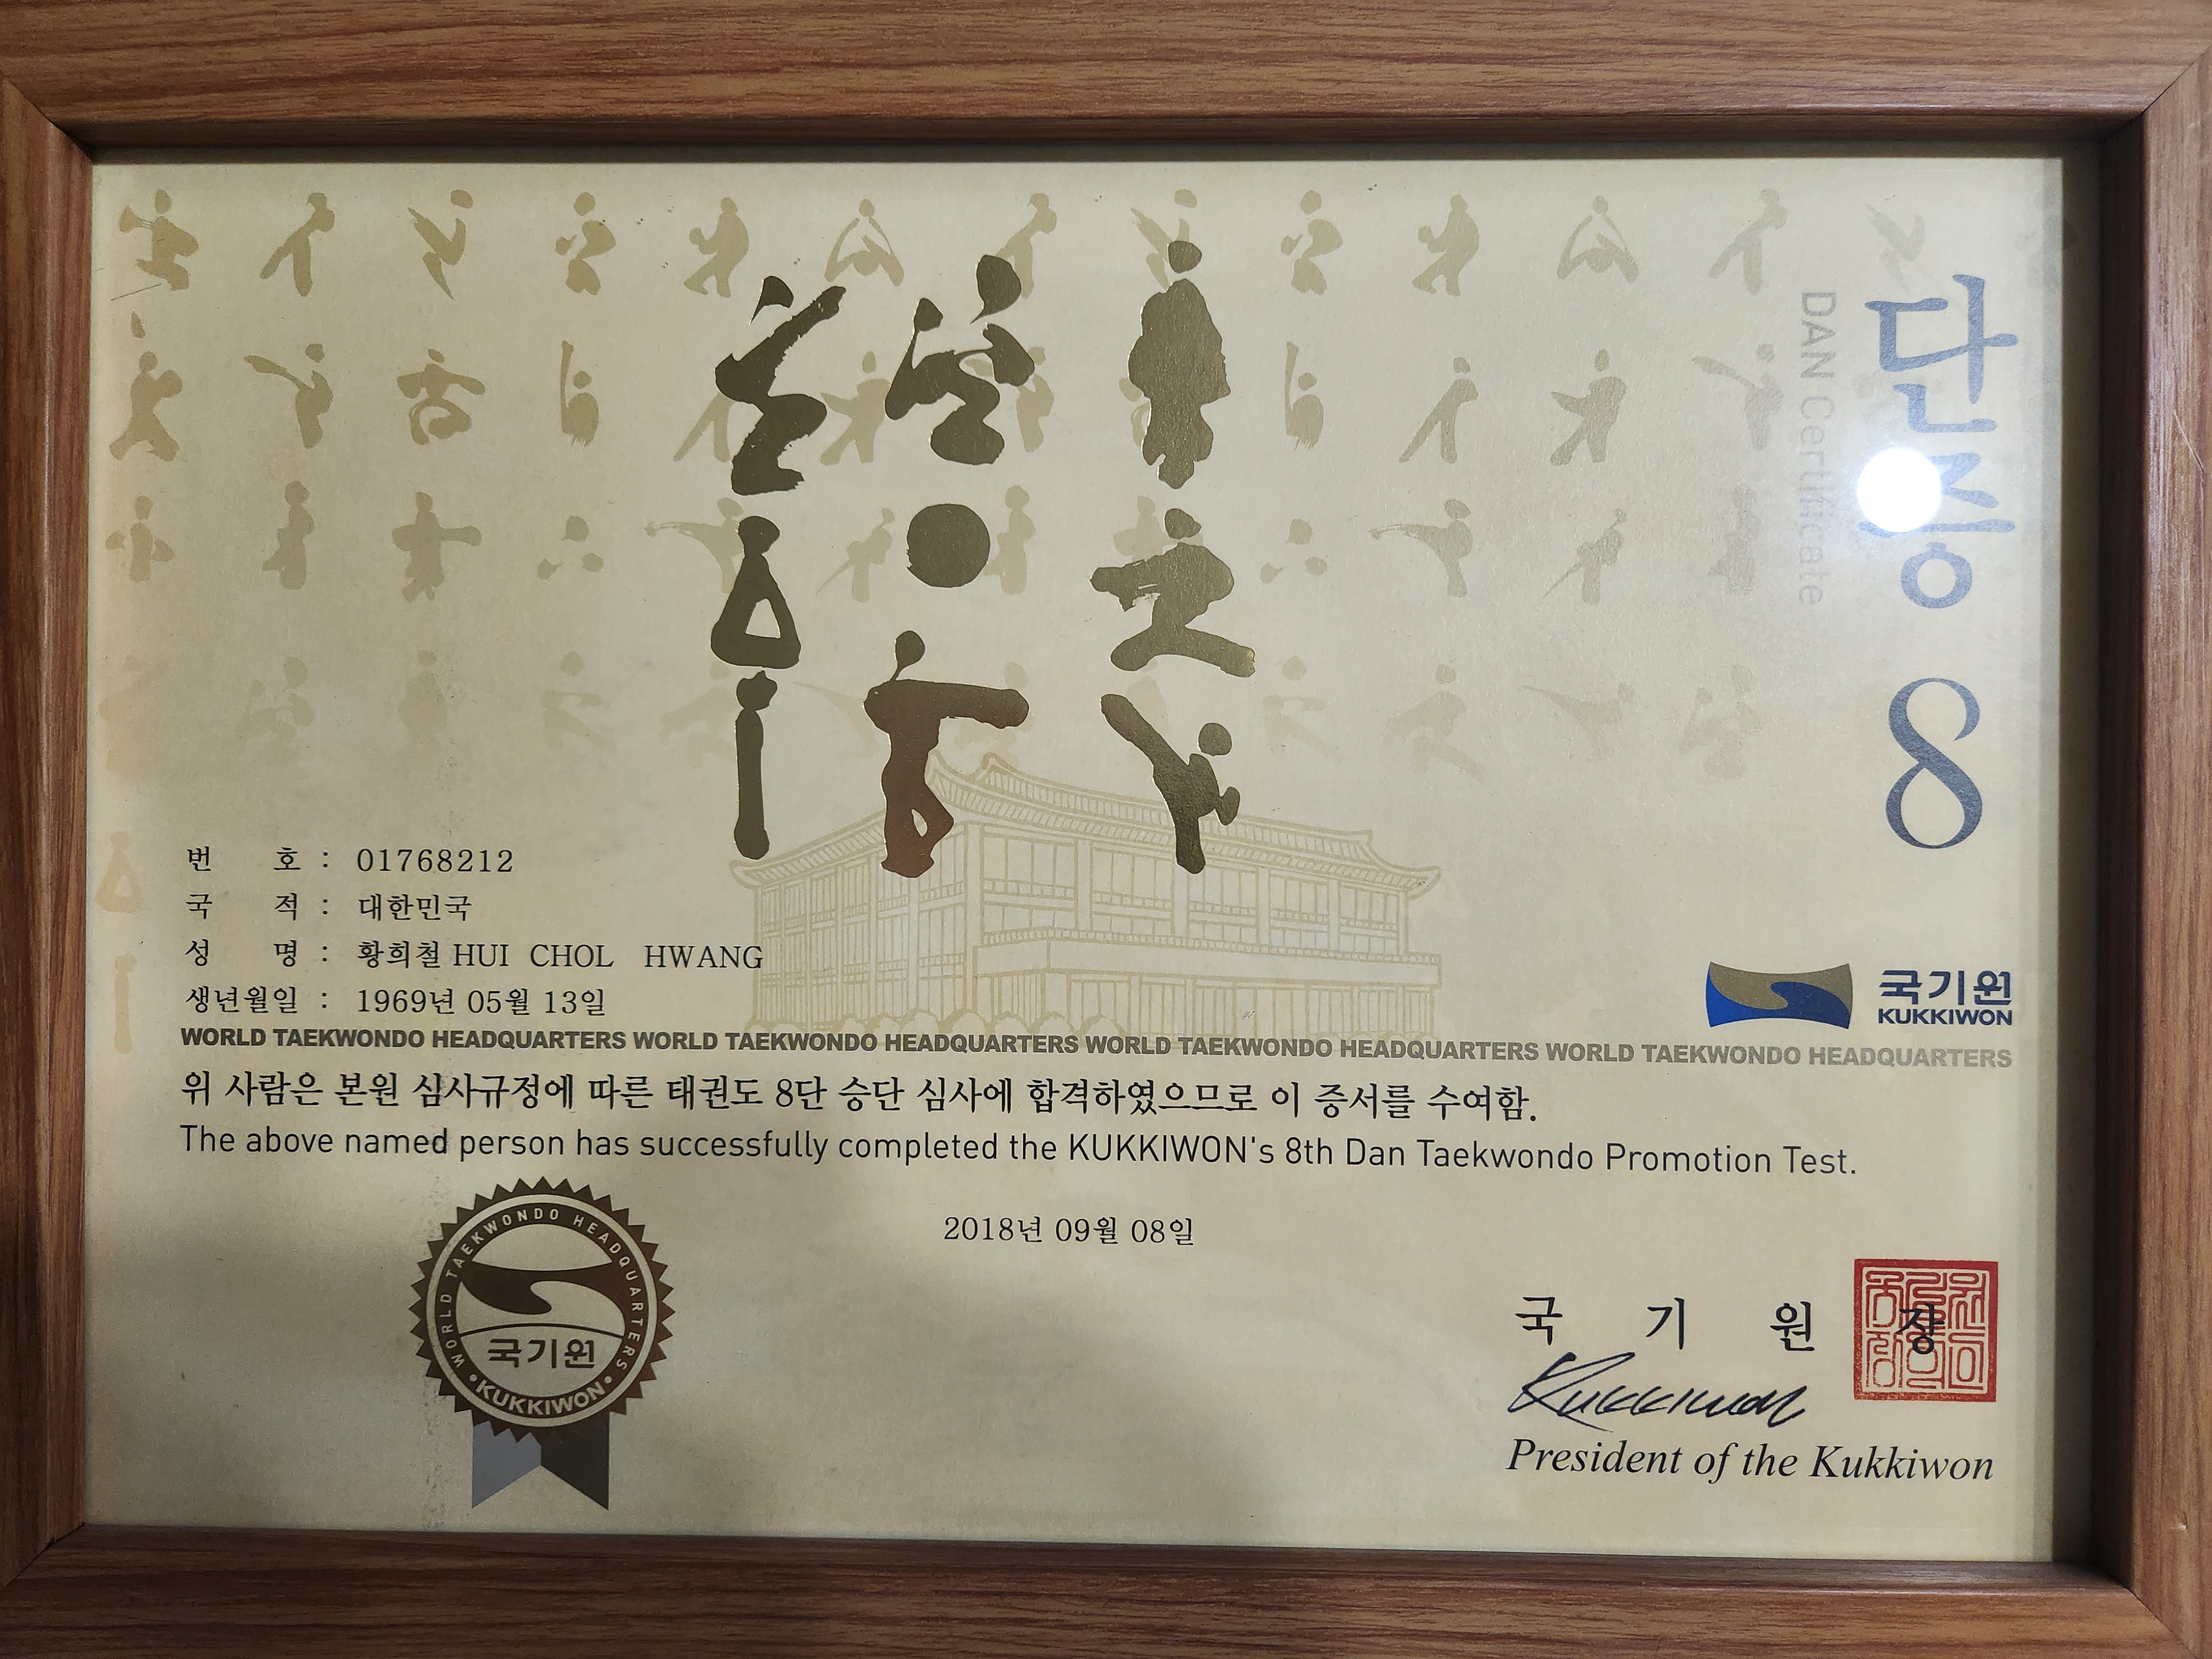 단증 8
DAN Certificate
번 호 : 01768212
국 적 : 대한민국
성 명 : 황희철 HUI CHOL HWANG
생년월일 : 1969년 05월 13일
국기원
KUKKIWON
WORLD TAEKWONDO HEADQUARTERS WORLD TAEKWONDO HEADQUARTERS WORLD TAEKWONDO HEADQUARTERS WORLD TAEKWONDO HEADQUARTERS
위 사람은 본원 심사규정에 따른 태권도 8단 승단 심사에 합격하였으므로 이 증서를 수여함.
The above named person has successfully completed the KUKKIWON's 8th Dan Taekwondo Promotion Test.
2018년 09월 08일
WORLD TAEKWONDO HEADQUARTERS
국기원
KUKKIWON
국 기 원 장
Kukkiwon
President of the Kukkiwon